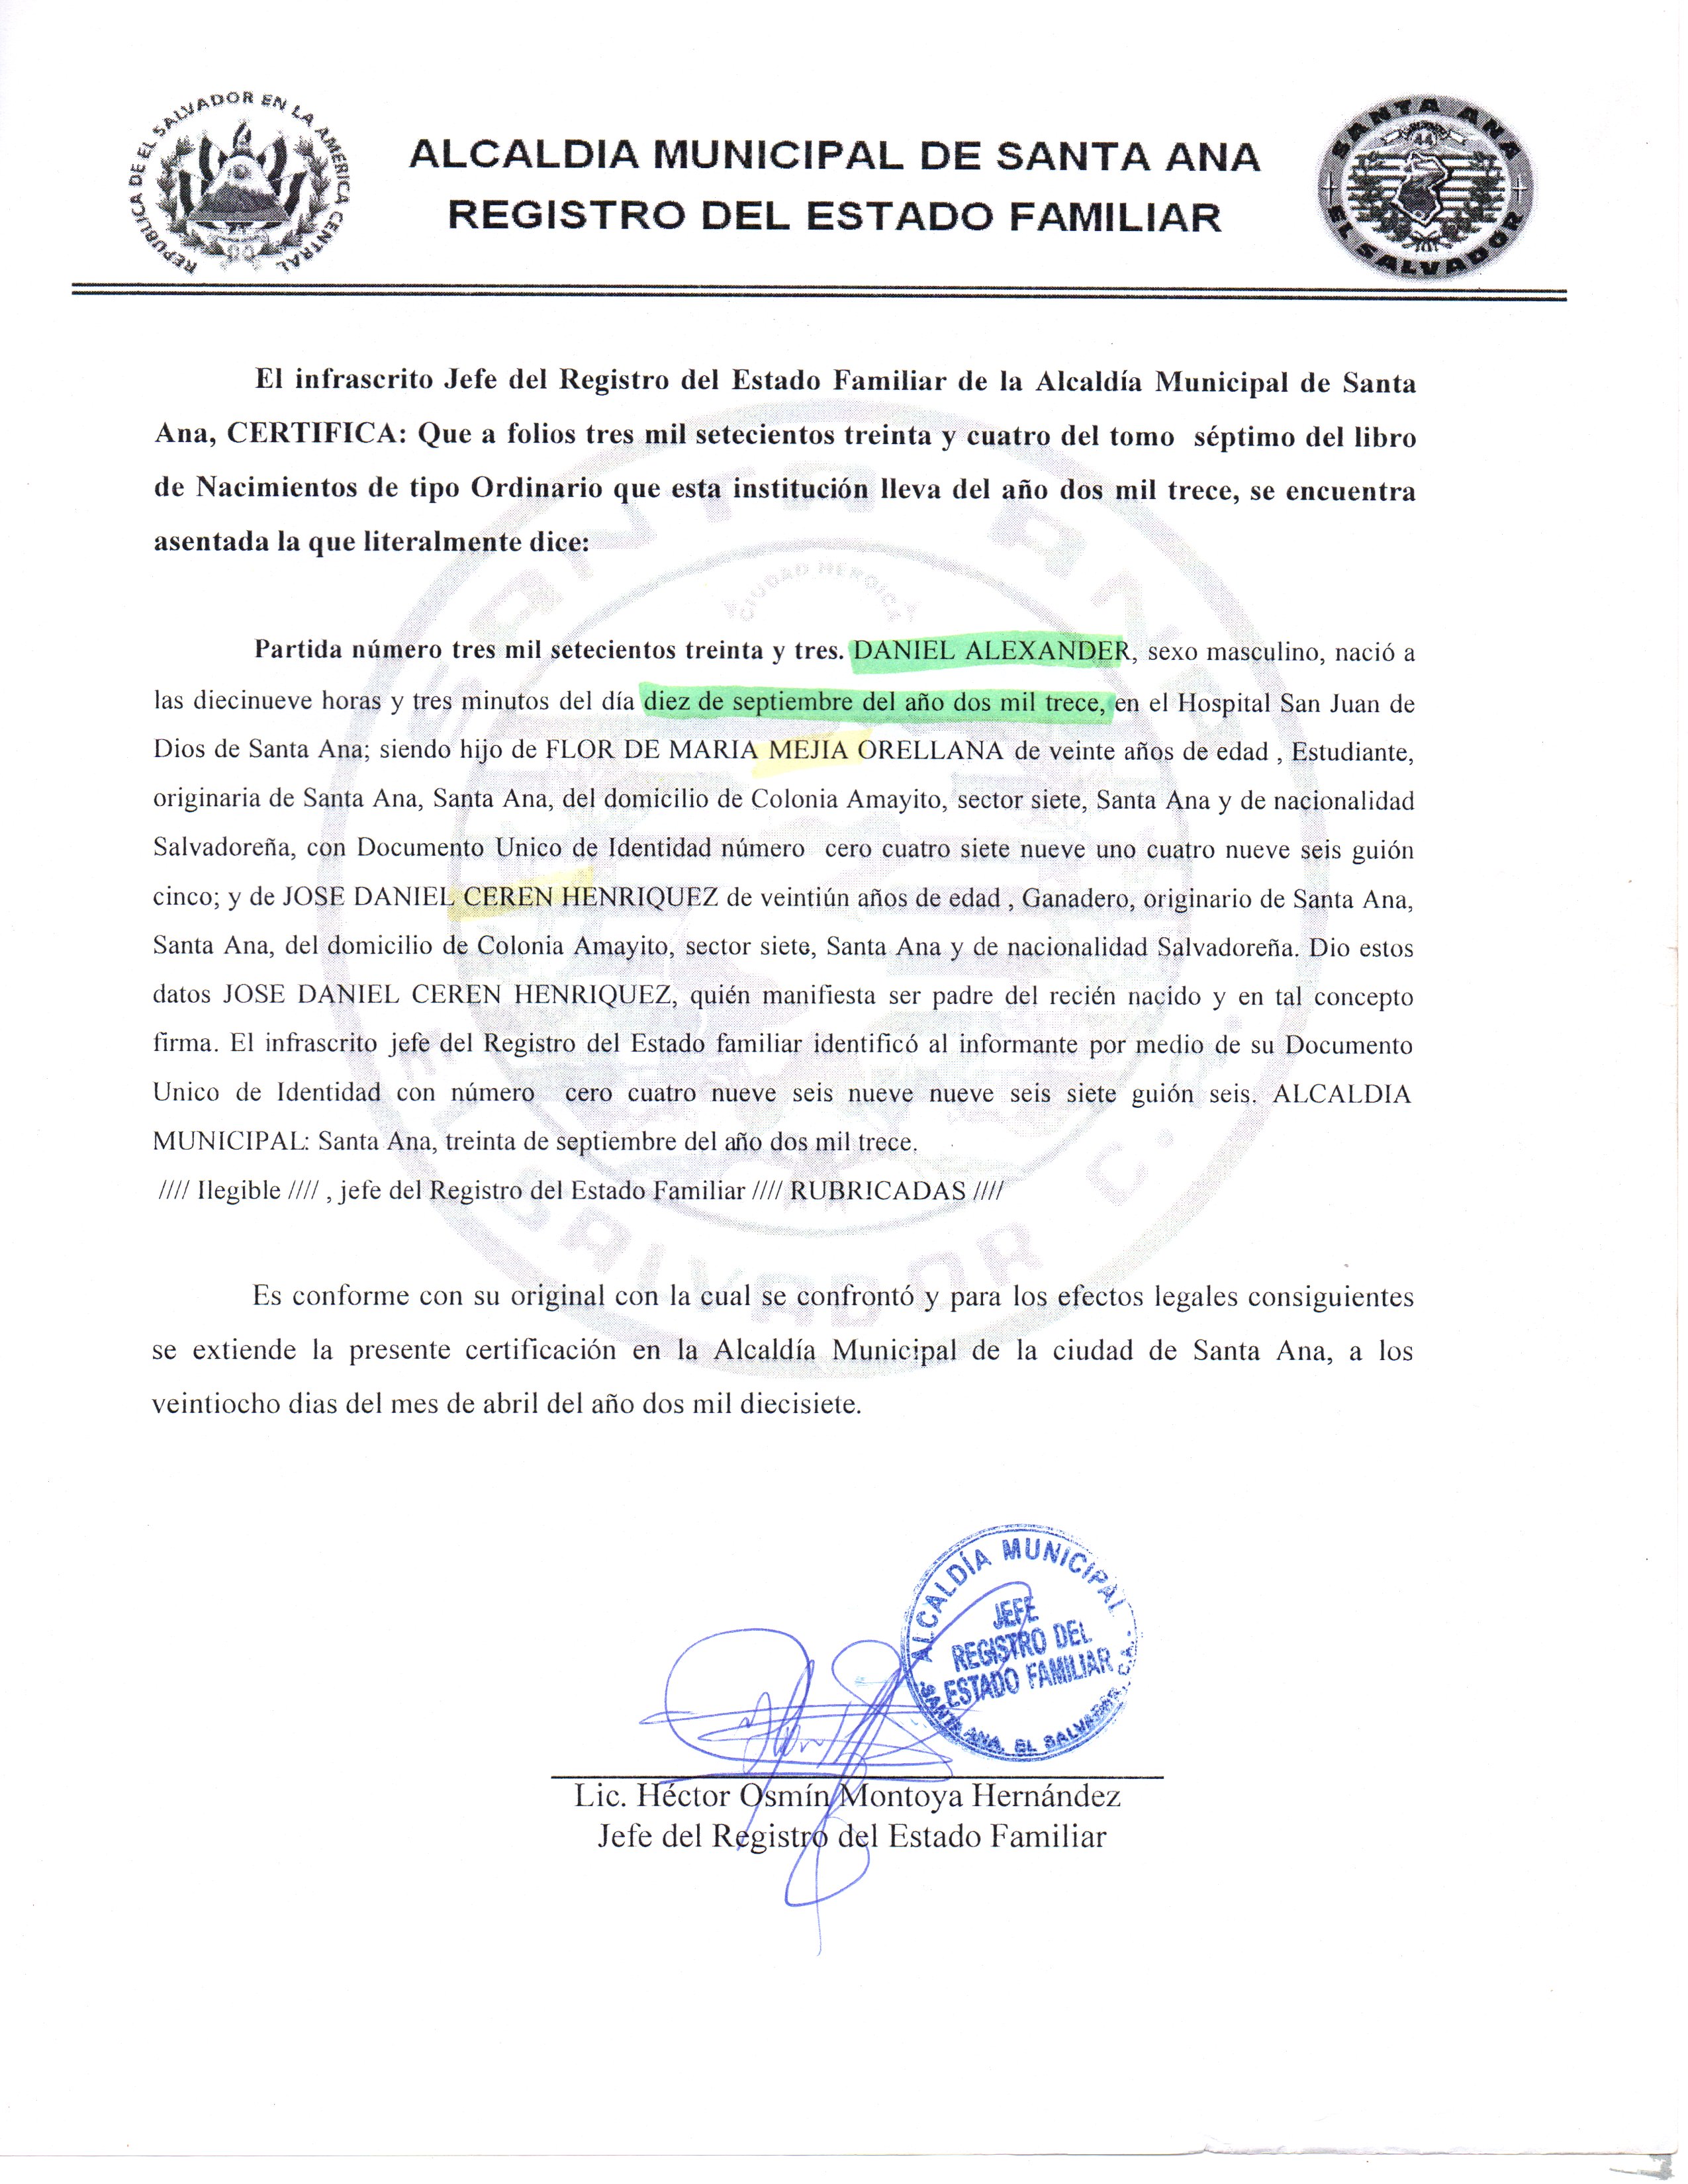 REPUBLICA DE EL SALVADOR EN LA AMERICA CENTRAL
ALCALDIA MUNICIPAL DE SANTA ANA
REGISTRO DEL ESTADO FAMILIAR
SANTA ANA
44
EL SALVADOR
El infrascrito Jefe del Registro del Estado Familiar de la Alcaldía Municipal de Santa
Ana, CERTIFICA: Que a folios tres mil setecientos treinta y cuatro del tomo séptimo del libro
de Nacimientos de tipo Ordinario que esta institución lleva del año dos mil trece, se encuentra
asentada la que literalmente dice:
Partida número tres mil setecientos treinta y tres. DANIEL ALEXANDER, sexo masculino, nació a
las diecinueve horas y tres minutos del día diez de septiembre del año dos mil trece, en el Hospital San Juan de
Dios de Santa Ana; siendo hijo de FLOR DE MARIA MEJIA ORELLANA de veinte años de edad , Estudiante,
originaria de Santa Ana, Santa Ana, del domicilio de Colonia Amayito, sector siete, Santa Ana y de nacionalidad
Salvadoreña, con Documento Unico de Identidad número cero cuatro siete nueve uno cuatro nueve seis guión
cinco; y de JOSE DANIEL CEREN HENRIQUEZ de veintiún años de edad , Ganadero, originario de Santa Ana,
Santa Ana, del domicilio de Colonia Amayito, sector siete, Santa Ana y de nacionalidad Salvadoreña. Dio estos
datos JOSE DANIEL CEREN HENRIQUEZ, quién manifiesta ser padre del recién nacido y en tal concepto
firma. El infrascrito jefe del Registro del Estado familiar identificó al informante por medio de su Documento
Unico de Identidad con número cero cuatro nueve seis nueve nueve seis siete guión seis. ALCALDIA
MUNICIPAL: Santa Ana, treinta de septiembre del año dos mil trece.
//// Ilegible //// , jefe del Registro del Estado Familiar //// RUBRICADAS ////
Es conforme con su original con la cual se confrontó y para los efectos legales consiguientes
se extiende la presente certificación en la Alcaldía Municipal de la ciudad de Santa Ana, a los
veintiocho dias del mes de abril del año dos mil diecisiete.
SANTA ANA
CIUDAD HEROICA
EL SALVADOR C.A.
ALCALDÍA MUNICIPAL
JEFE
REGISTRO DEL
ESTADO FAMILIAR
SANTA ANA, EL SALVADOR, C.A.
Lic. Héctor Osmín Montoya Hernández
Jefe del Registro del Estado Familiar